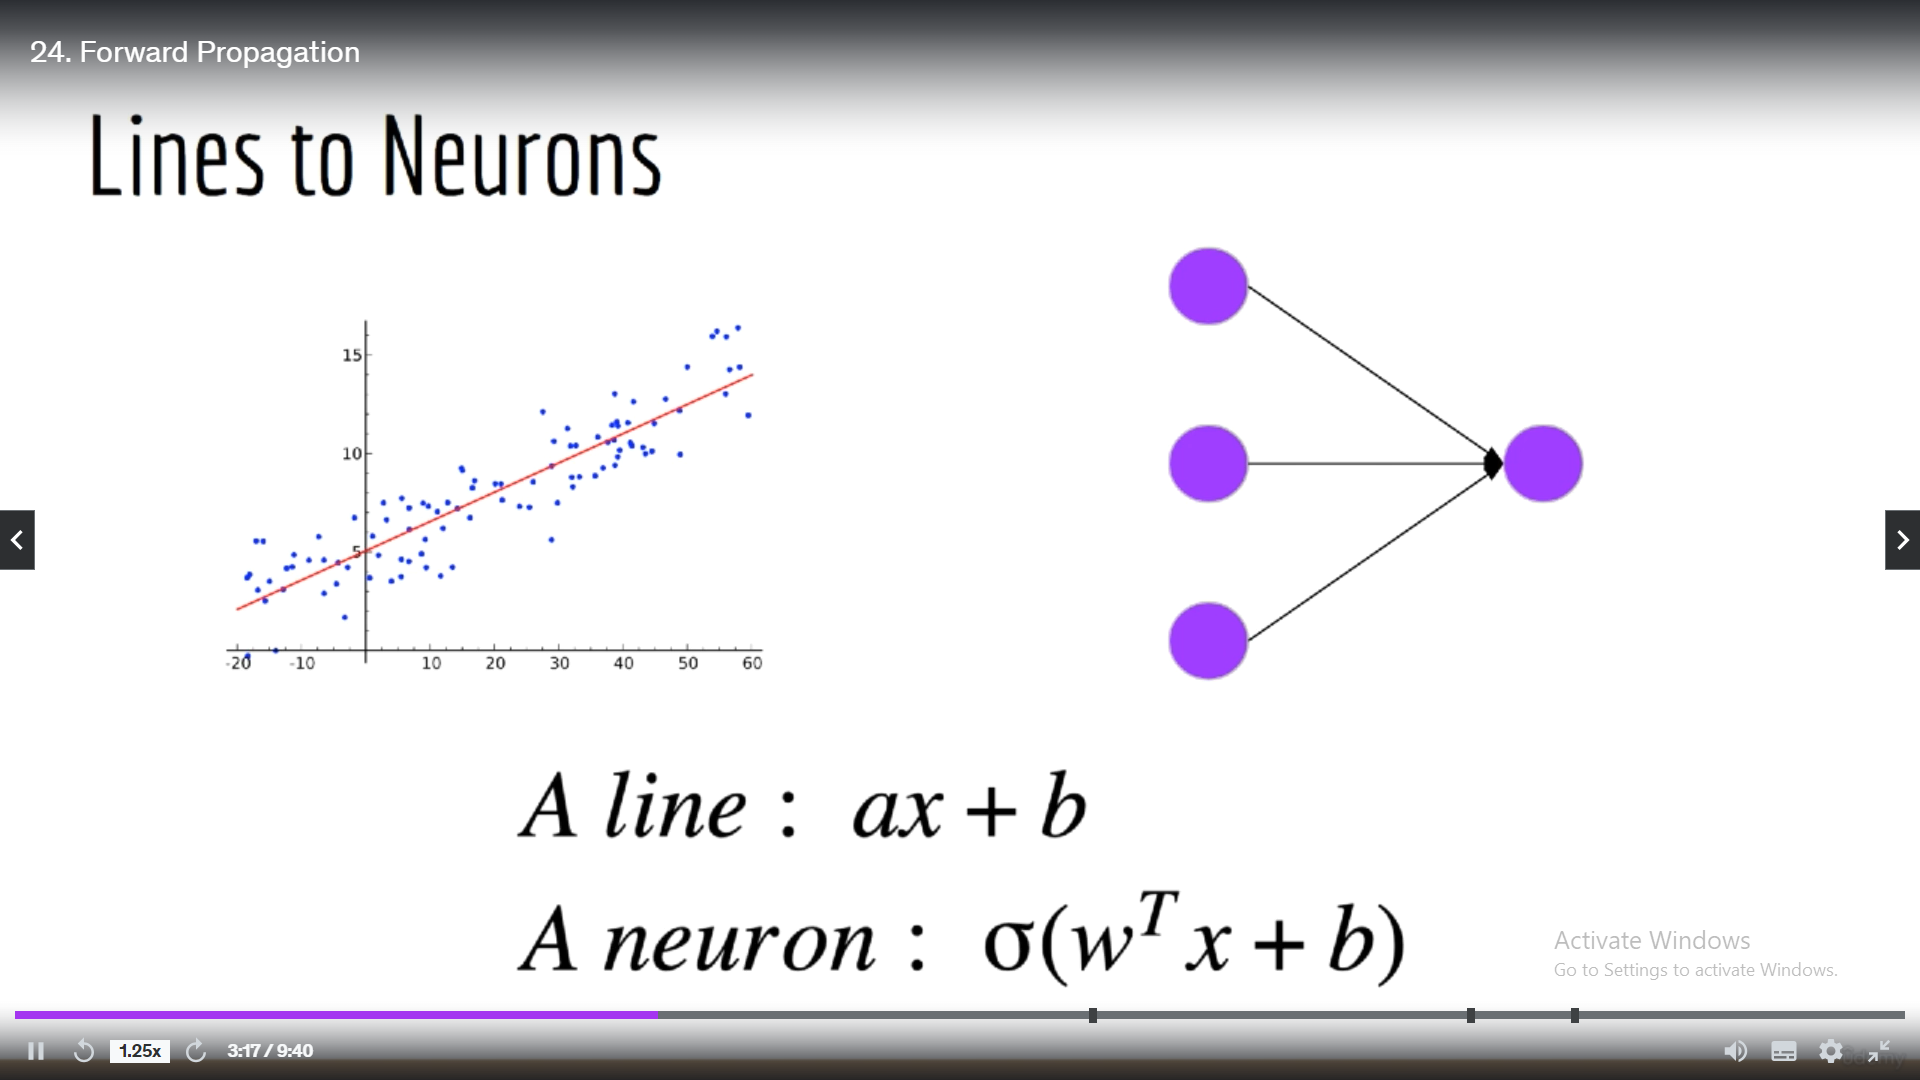 24. Forward Propagation
Lines to Neurons
15
10
5
-20 -10 10 20 30 40 50 60
A line : ax + b
A neuron : σ(wᵀx + b)
Activate Windows
Go to Settings to activate Windows.
1.25x 3:17 / 9:40